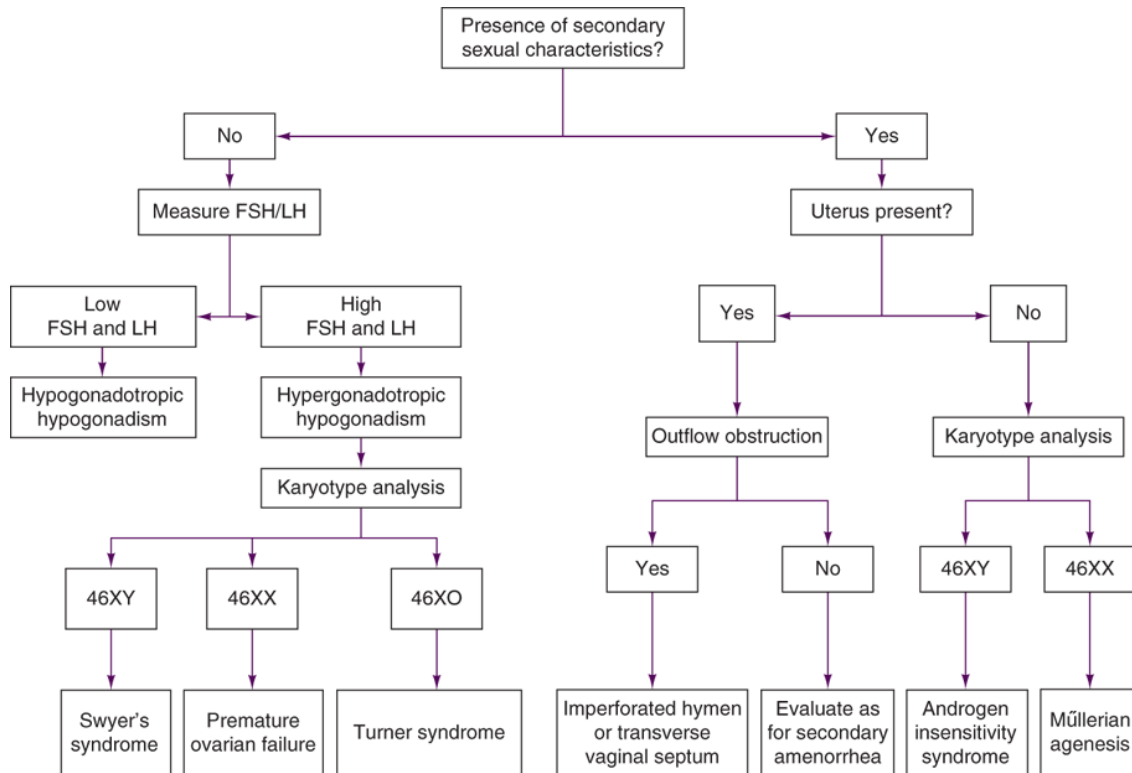 Presence of secondary
sexual characteristics?
No
Yes
Measure FSH/LH
Uterus present?
Low
FSH and LH
High
FSH and LH
Yes
No
Hypogonadotropic
hypogonadism
Hypergonadotropic
hypogonadism
Outflow obstruction
Karyotype analysis
Karyotype analysis
Yes
No
46XY
46XX
46XY
46XX
46XO
Swyer's
syndrome
Premature
ovarian failure
Turner syndrome
Imperforated hymen
or transverse
vaginal septum
Evaluate as
for secondary
amenorrhea
Androgen
insensitivity
syndrome
Műllerian
agenesis